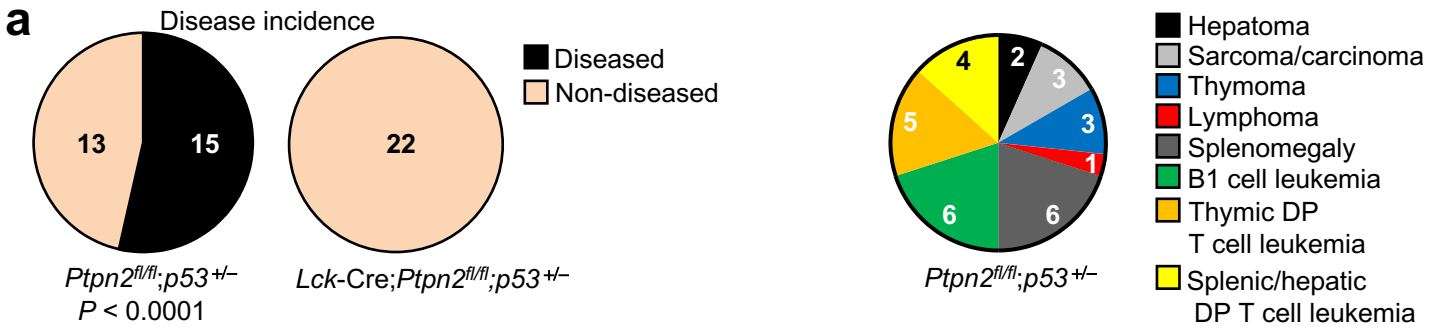 a
Disease incidence
Diseased
Non-diseased
13
15
22
Ptpn2fl/fl;p53+/–
P < 0.0001
Lck-Cre;Ptpn2fl/fl;p53+/–
2
3
3
1
6
6
5
4
Ptpn2fl/fl;p53+/–
Hepatoma
Sarcoma/carcinoma
Thymoma
Lymphoma
Splenomegaly
B1 cell leukemia
Thymic DP
T cell leukemia
Splenic/hepatic
DP T cell leukemia